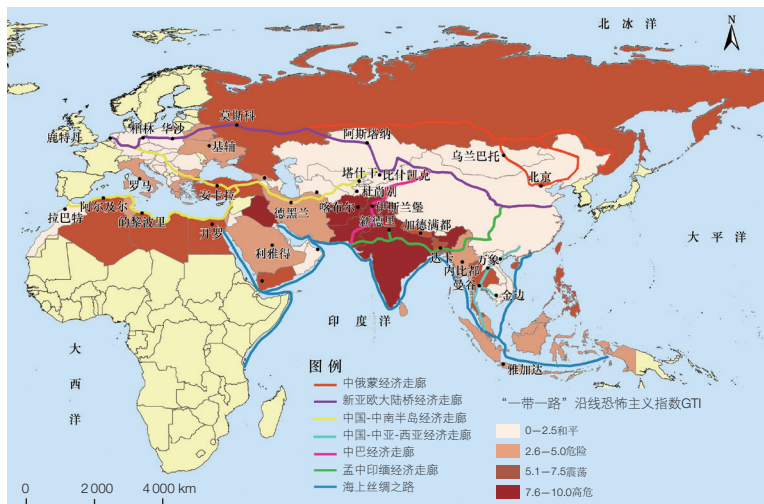 北冰洋
N
莫斯科
鹿特丹
柏林
华沙
阿斯塔纳
基辅
乌兰巴托
塔什干
比什凯克
北京
罗马
安卡拉
杜尚别
阿尔及尔
德黑兰
喀布尔
伊斯兰堡
拉巴特
的黎波里
新德里
加德满都
开罗
太平洋
利雅得
达卡
万象
内比都
曼谷
金边
印度洋
大西洋
雅加达
图例
中俄蒙经济走廊
新亚欧大陆桥经济走廊
中国-中南半岛经济走廊
中国-中亚-西亚经济走廊
中巴经济走廊
孟中印缅经济走廊
海上丝绸之路
“一带一路”沿线恐怖主义指数GTI
0—2.5和平
2.6—5.0危险
5.1—7.5震荡
7.6—10.0高危
0 2 000 4 000 km